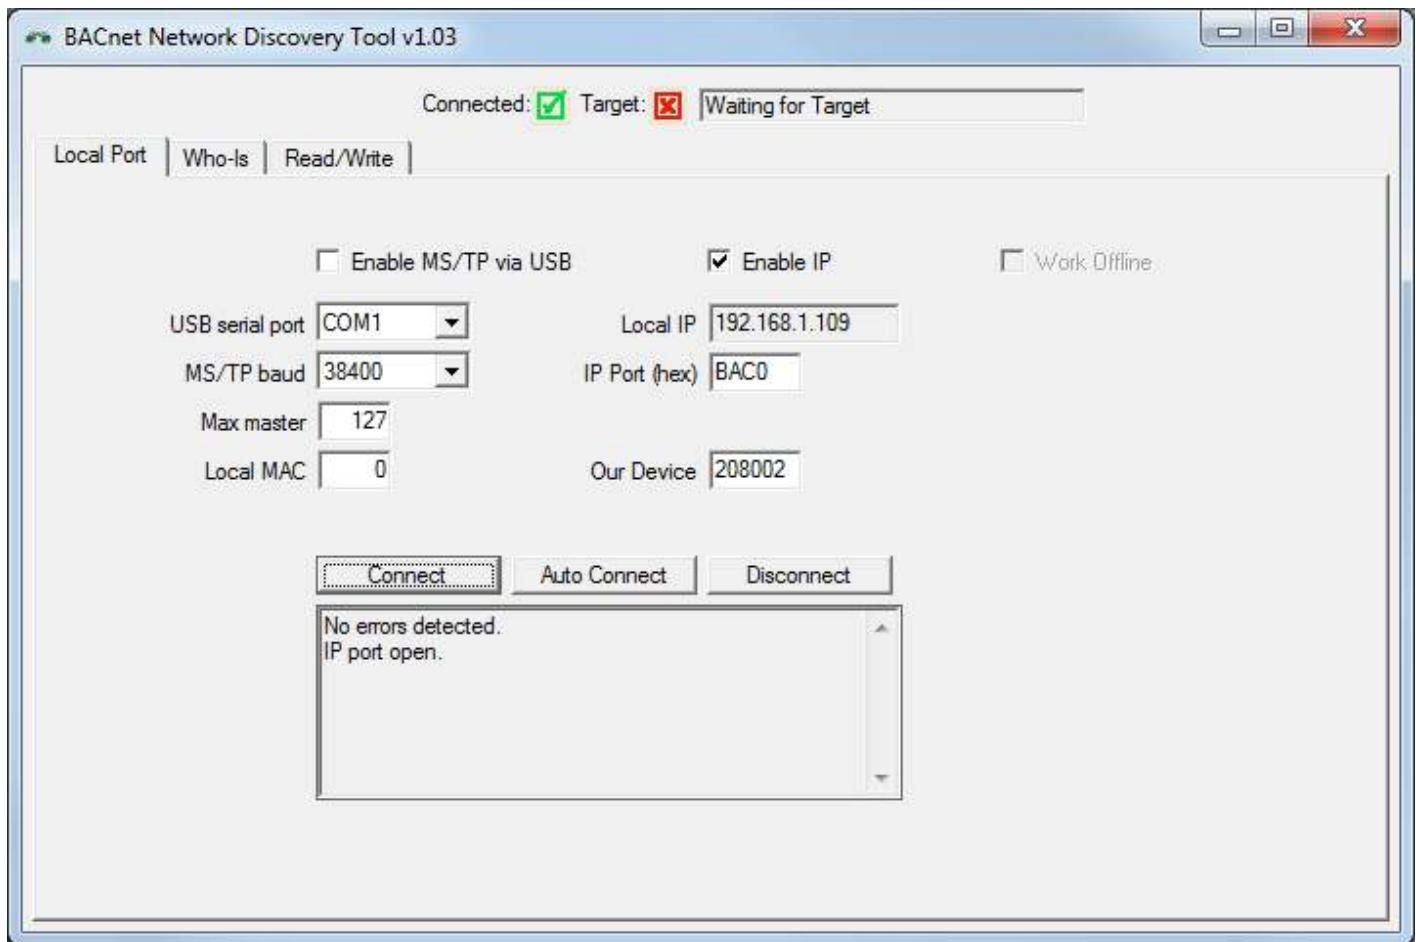 BACnet Network Discovery Tool v1.03
Connected: Target: Waiting for Target
Local Port Who-Is Read/Write
Enable MS/TP via USB Enable IP Work Offline
USB serial port COM1 Local IP 192.168.1.109
MS/TP baud 38400 IP Port (hex) BAC0
Max master 127
Local MAC 0 Our Device 208002
Connect Auto Connect Disconnect
No errors detected.
IP port open.